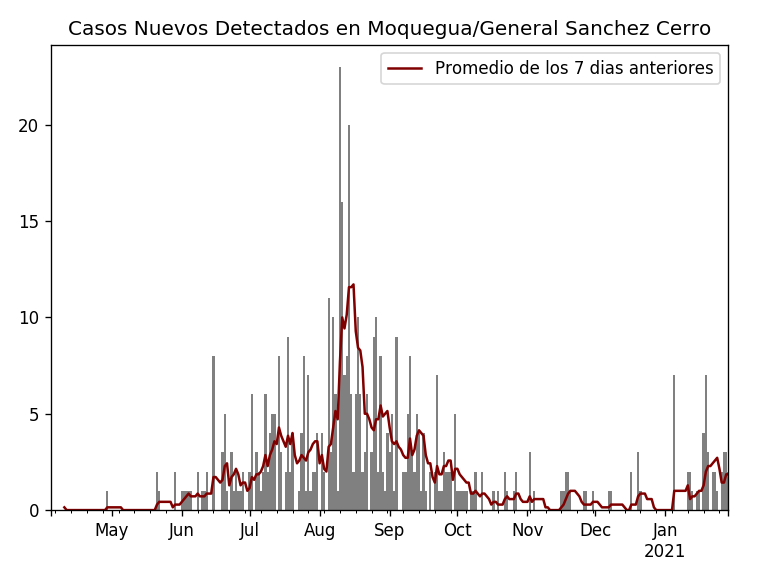 Casos Nuevos Detectados en Moquegua/General Sanchez Cerro
Promedio de los 7 dias anteriores
20
15
10
5
0
May Jun Jul Aug Sep Oct Nov Dec Jan
2021